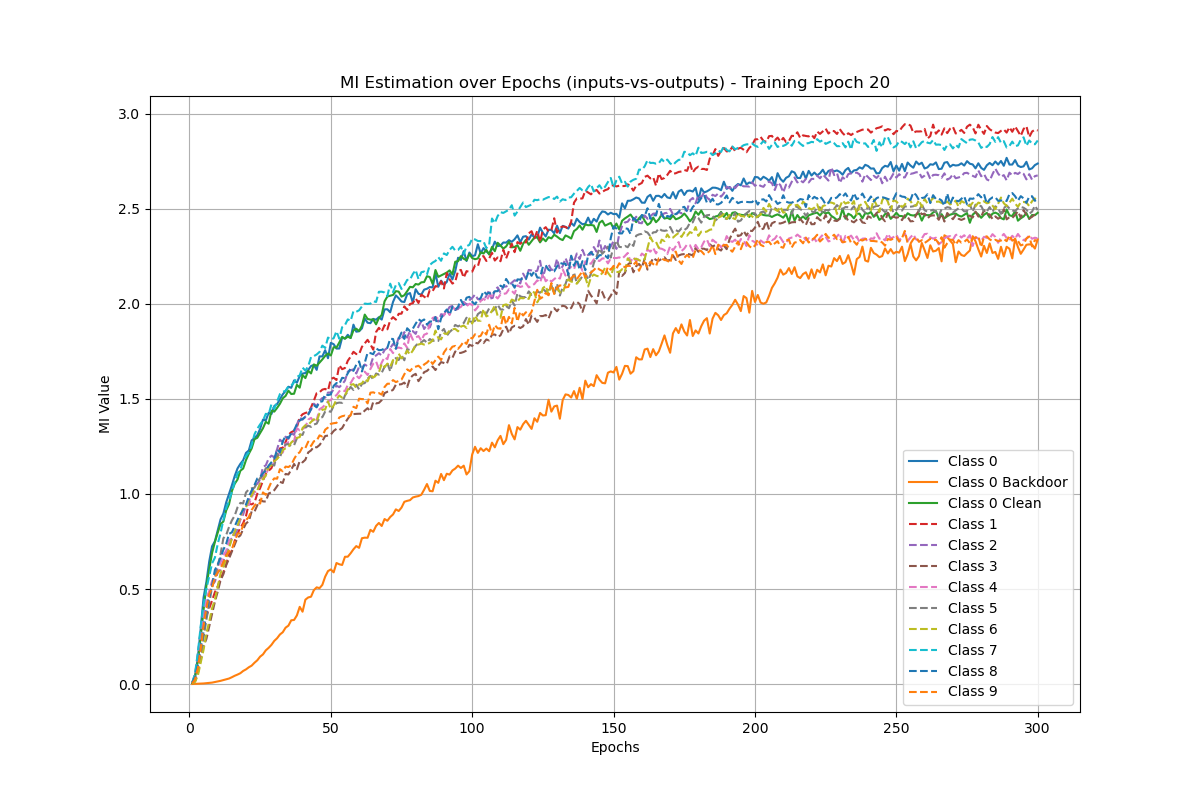 MI Estimation over Epochs (inputs-vs-outputs) - Training Epoch 20
MI Value
3.0
2.5
2.0
1.5
1.0
0.5
0.0
0 50 100 150 200 250 300
Epochs
Class 0
Class 0 Backdoor
Class 0 Clean
Class 1
Class 2
Class 3
Class 4
Class 5
Class 6
Class 7
Class 8
Class 9